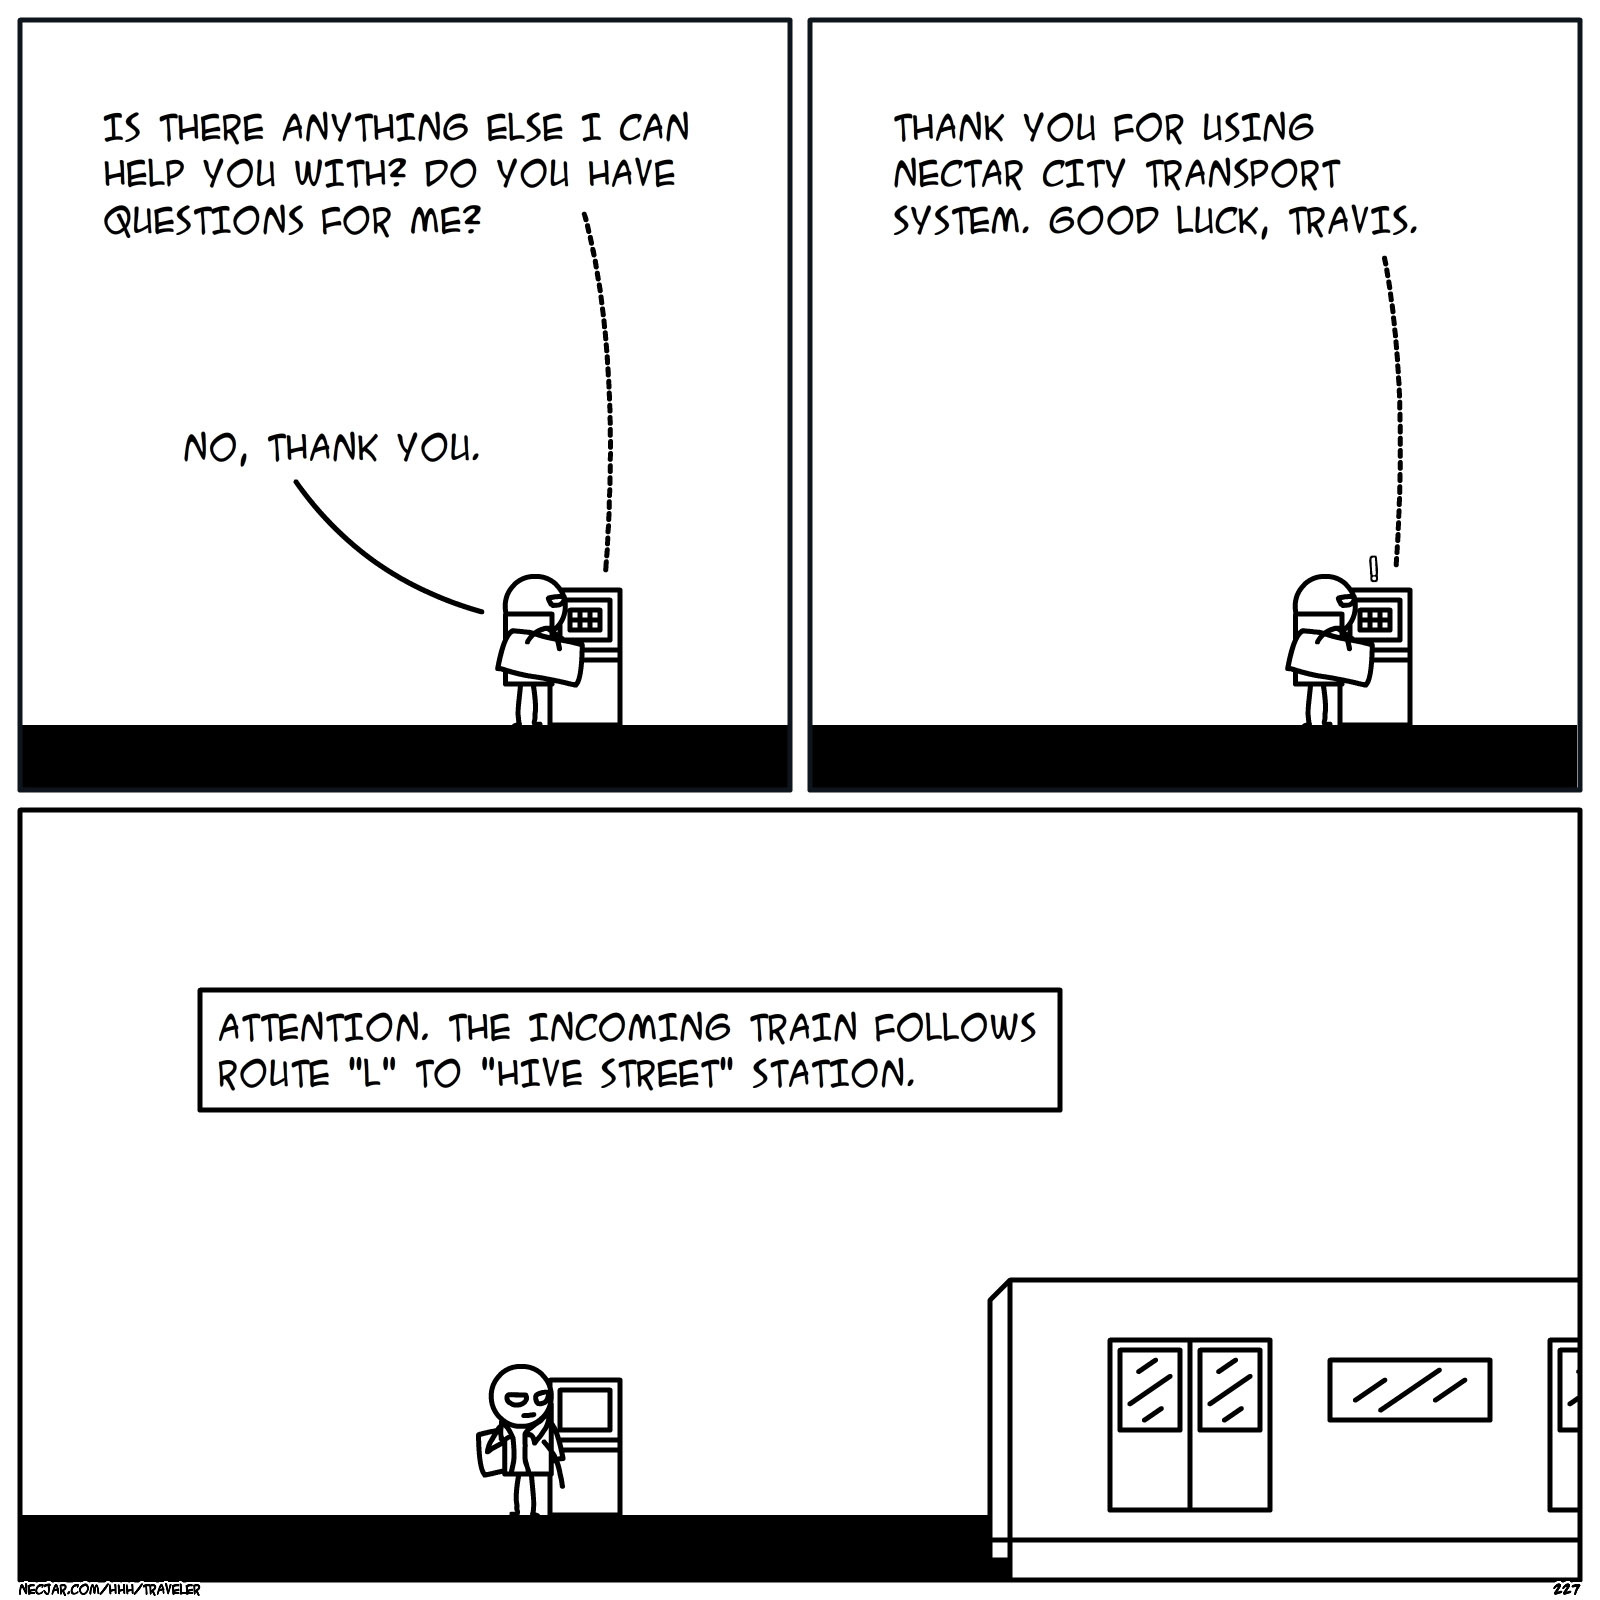 IS THERE ANYTHING ELSE I CAN
HELP YOU WITH? DO YOU HAVE
QUESTIONS FOR ME?
NO, THANK YOU.
THANK YOU FOR USING
NECTAR CITY TRANSPORT
SYSTEM. GOOD LUCK, TRAVIS.
!
ATTENTION. THE INCOMING TRAIN FOLLOWS
ROUTE "L" TO "HIVE STREET" STATION.
NECJAR.COM/HHH/TRAVELER
227